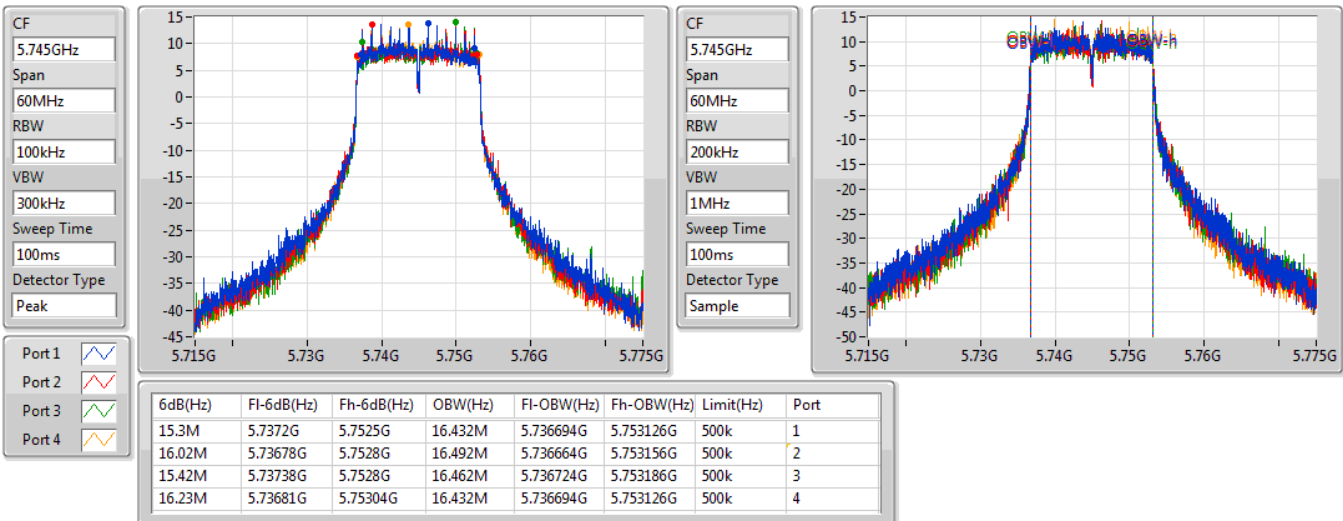 CF
5.745GHz
Span
60MHz
RBW
100kHz
VBW
300kHz
Sweep Time
100ms
Detector Type
Peak
15
10
5
0
-5
-10
-15
-20
-25
-30
-35
-40
-45
5.715G 5.73G 5.74G 5.75G 5.76G 5.775G
CF
5.745GHz
Span
60MHz
RBW
200kHz
VBW
1MHz
Sweep Time
100ms
Detector Type
Sample
15
10
5
0
-5
-10
-15
-20
-25
-30
-35
-40
-45
-50
OBW-h
5.715G 5.73G 5.74G 5.75G 5.76G 5.775G
Port 1
Port 2
Port 3
Port 4
6dB(Hz) Fl-6dB(Hz) Fh-6dB(Hz) OBW(Hz) Fl-OBW(Hz) Fh-OBW(Hz) Limit(Hz) Port
15.3M 5.7372G 5.7525G 16.432M 5.736694G 5.753126G 500k 1
16.02M 5.73678G 5.7528G 16.492M 5.736664G 5.753156G 500k 2
15.42M 5.73738G 5.7528G 16.462M 5.736724G 5.753186G 500k 3
16.23M 5.73681G 5.75304G 16.432M 5.736694G 5.753126G 500k 4